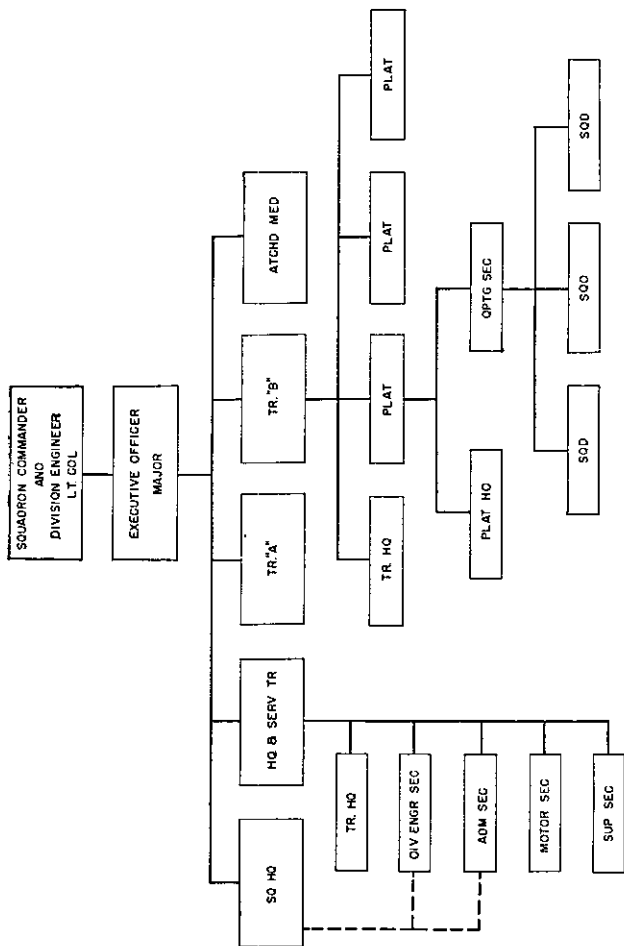 SQUADRON COMMANDER
AND
DIVISION ENGINEER
LT. COL
EXECUTIVE OFFICER
MAJOR
SQ HQ
HQ & SERV TR
TR. "A"
TR. "B"
ATCHD MED
TR. HQ
DIV ENGR SEC
ADM SEC
MOTOR SEC
SUP SEC
TR. HQ
PLAT
PLAT
PLAT
PLAT HQ
OPTG SEC
SQD
SQD
SQD